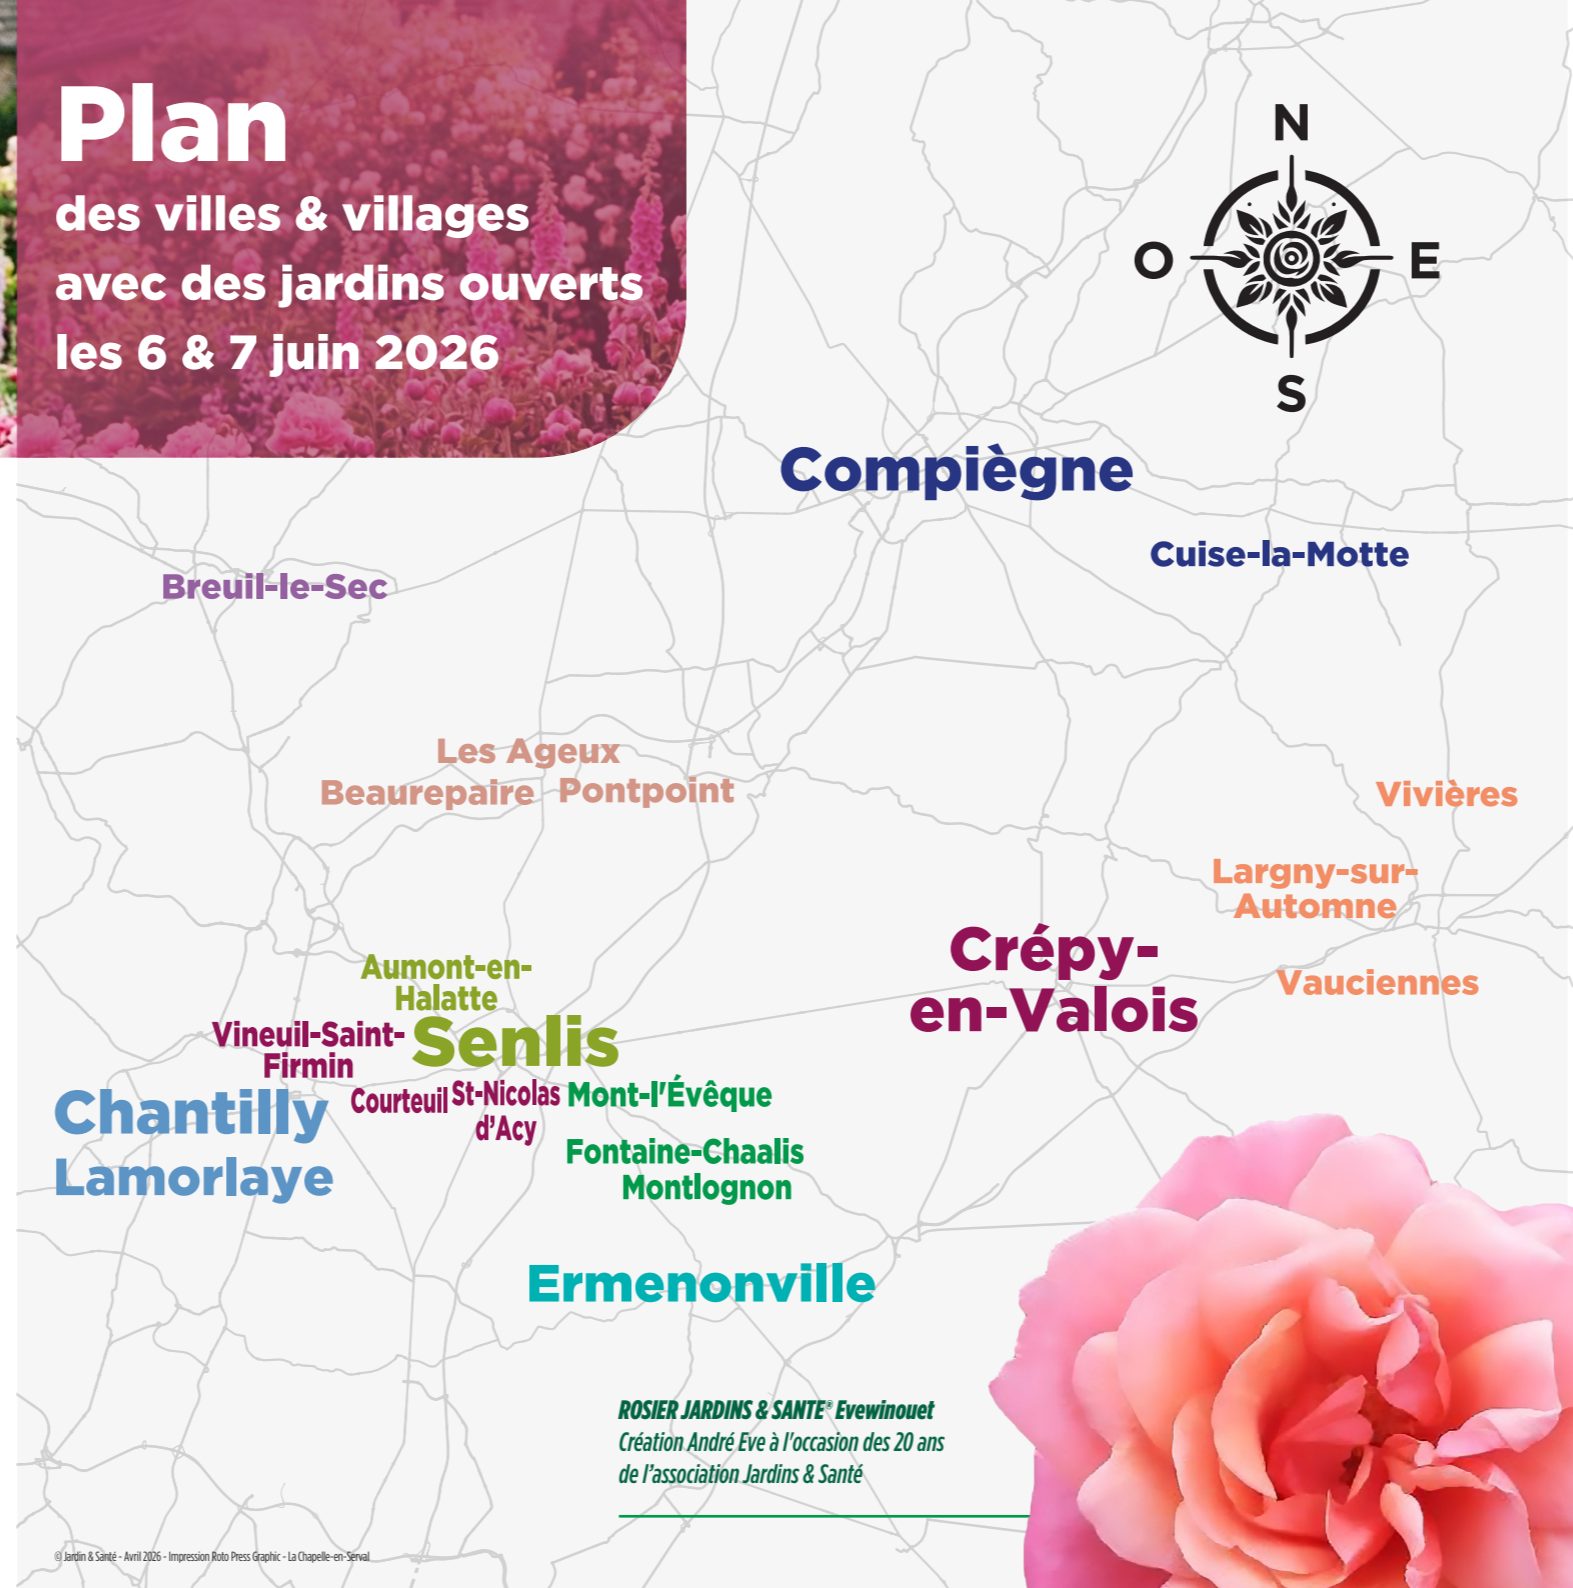 Plan
des villes & villages
avec des jardins ouverts
les 6 & 7 juin 2026
N
O
E
S
Compiègne
Cuise-la-Motte
Breuil-le-Sec
Les Ageux
Beaurepaire
Pontpoint
Vivières
Largny-sur-
Automne
Vauciennes
Crépy-
en-Valois
Aumont-en-
Halatte
Senlis
Vineuil-Saint-
Firmin
Courteuil
St-Nicolas
d'Acy
Mont-l'Évêque
Chantilly
Lamorlaye
Fontaine-Chaalis
Montlognon
Ermenonville
ROSIER JARDINS & SANTE® Evewinouet
Création André Eve à l'occasion des 20 ans
de l'association Jardins & Santé
© Jardin & Santé - Avril 2026 - Impression Roto Press Graphic - La Chapelle-en-Serval